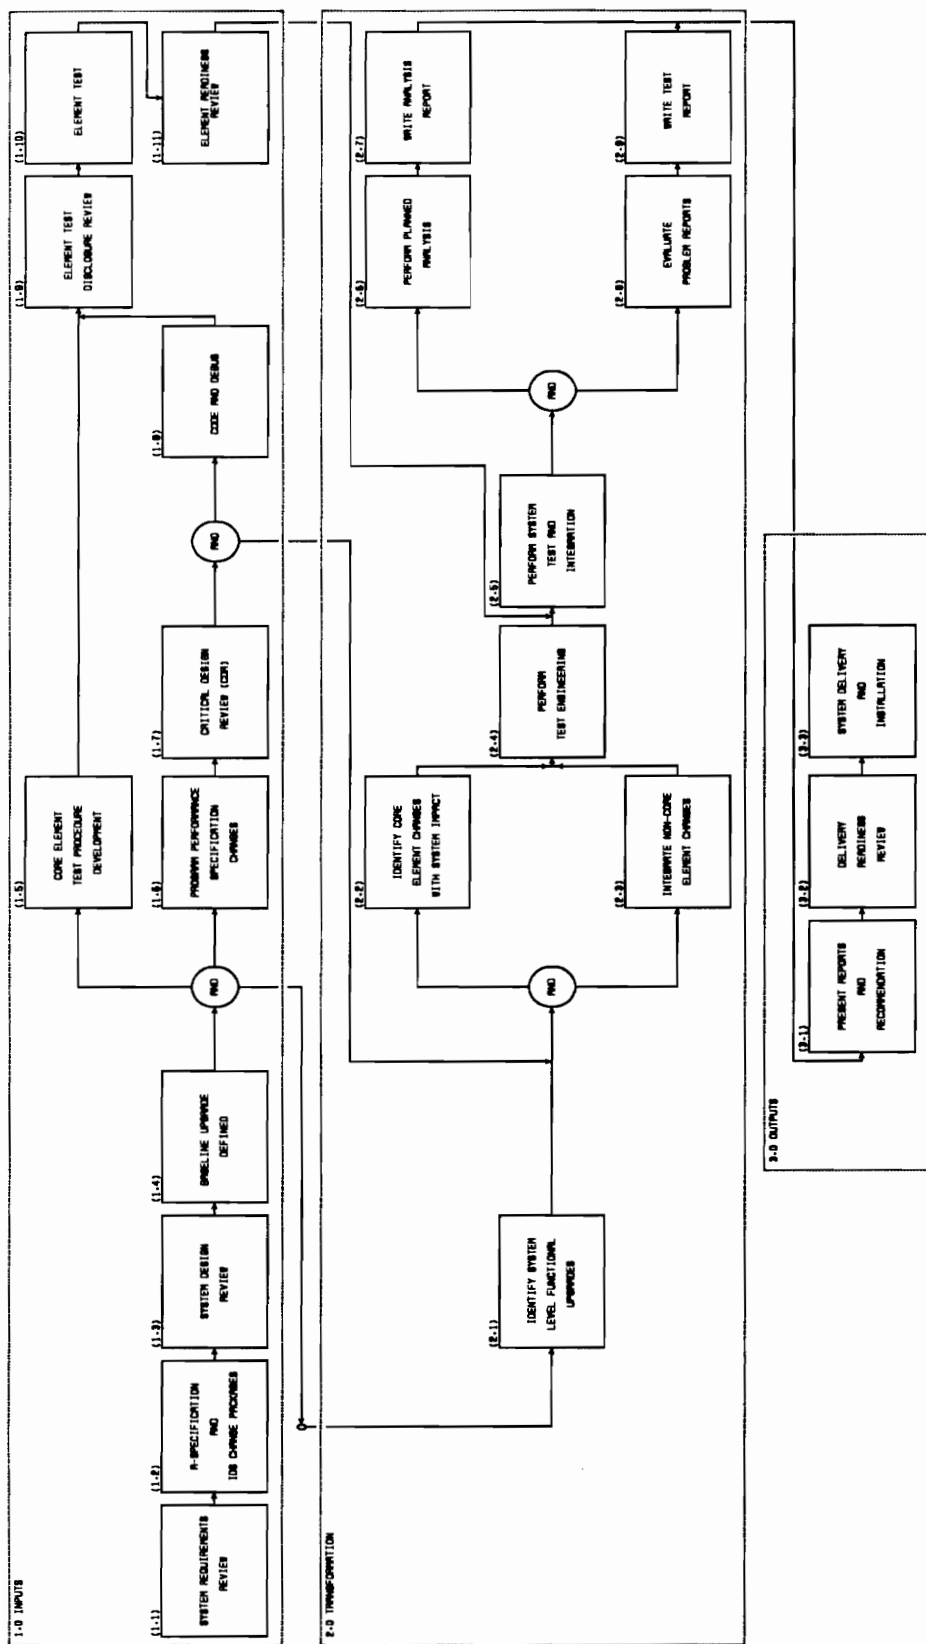 1.0 INPUTS
(1.1)
SYSTEM REQUIREMENTS
REVIEW
(1.2)
A-SPECIFICATION
AND
IDS CHANGE PACKAGES
(1.3)
SYSTEM DESIGN
REVIEW
(1.4)
BASELINE UPGRADE
DEFINED
AND
(1.5)
CORE ELEMENT
TEST PROCEDURE
DEVELOPMENT
(1.6)
PROGRAM PERFORMANCE
SPECIFICATION
CHANGES
(1.7)
CRITICAL DESIGN
REVIEW (CDR)
AND
(1.8)
CODE AND DEBUG
(1.9)
ELEMENT TEST
DISCLOSURE REVIEW
(1.10)
ELEMENT TEST
(1.11)
ELEMENT READINESS
REVIEW
2.0 TRANSFORMATION
(2.1)
IDENTIFY SYSTEM
LEVEL FUNCTIONAL
UPGRADES
AND
(2.2)
IDENTIFY CORE
ELEMENT CHANGES
WITH SYSTEM IMPACT
(2.3)
INTEGRATE NON-CORE
ELEMENT CHANGES
(2.4)
PERFORM
TEST ENGINEERING
(2.5)
PERFORM SYSTEM
TEST AND
INTEGRATION
AND
(2.6)
PERFORM PLANNED
ANALYSIS
(2.7)
WRITE ANALYSIS
REPORT
(2.8)
EVALUATE
PROBLEM REPORTS
(2.9)
WRITE TEST
REPORT
3.0 OUTPUTS
(3.1)
PRESENT REPORTS
AND
RECOMMENDATION
(3.2)
DELIVERY
READINESS
REVIEW
(3.3)
SYSTEM DELIVERY
AND
INSTALLATION